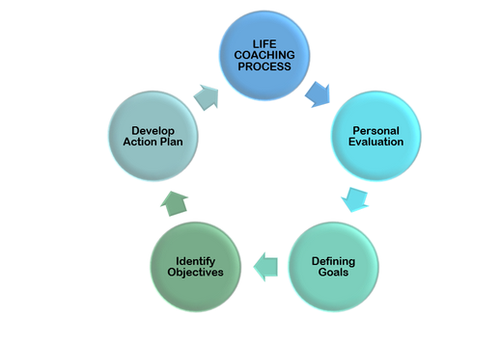 LIFE
COACHING
PROCESS
Personal
Evaluation
Defining
Goals
Identify
Objectives
Develop
Action Plan